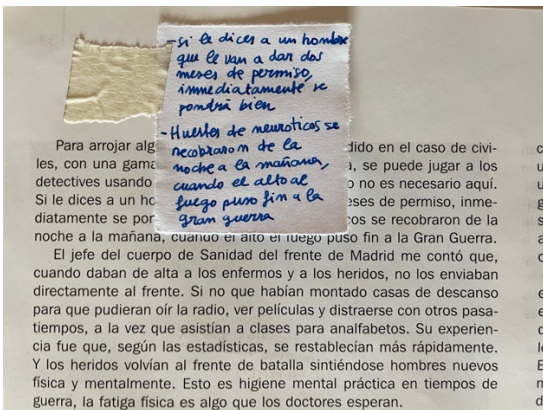 - Si le dices a un hombre
que le van a dar dos
meses de permiso,
inmediatamente se
pondrá bien
- Huestes de neuroticos se
recobraron de la
noche a la mañana,
cuando el alto al
fuego puso fin a la
gran guerra
Para arrojar alg dido en el caso de civi-
les, con una gama , se puede jugar a los
detectives usando o no es necesario aquí.
Si le dices a un ho eses de permiso, inme-
diatamente se por cos se recobraron de la
noche a la mañana, cuando el alto el fuego puso fin a la Gran Guerra.
El jefe del cuerpo de Sanidad del frente de Madrid me contó que,
cuando daban de alta a los enfermos y a los heridos, no los enviaban
directamente al frente. Si no que habían montado casas de descanso
para que pudieran oír la radio, ver películas y distraerse con otros pasa-
tiempos, a la vez que asistían a clases para analfabetos. Su experien-
cia fue que, según las estadísticas, se restablecían más rápidamente.
Y los heridos volvían al frente de batalla sintiéndose hombres nuevos
física y mentalmente. Esto es higiene mental práctica en tiempos de
guerra, la fatiga física es algo que los doctores esperan.